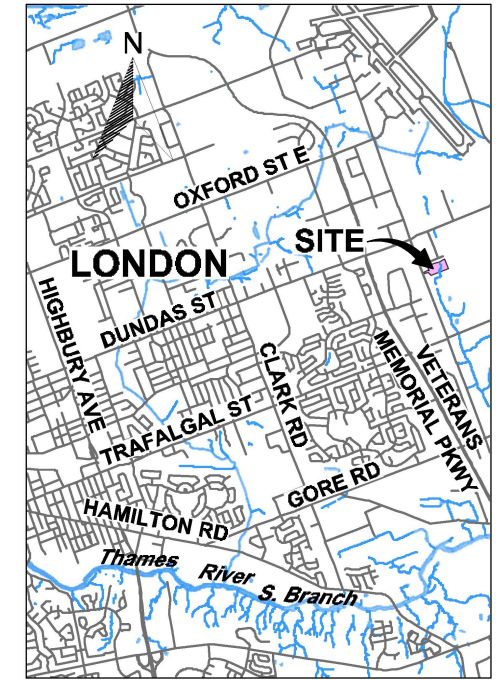 N
OXFORD ST E
SITE
LONDON
HIGHBURY AVE
DUNDAS ST
CLARK RD
VETERANS
MEMORIAL PKWY
TRAFALGAL ST
GORE RD
HAMILTON RD
Thames River S. Branch